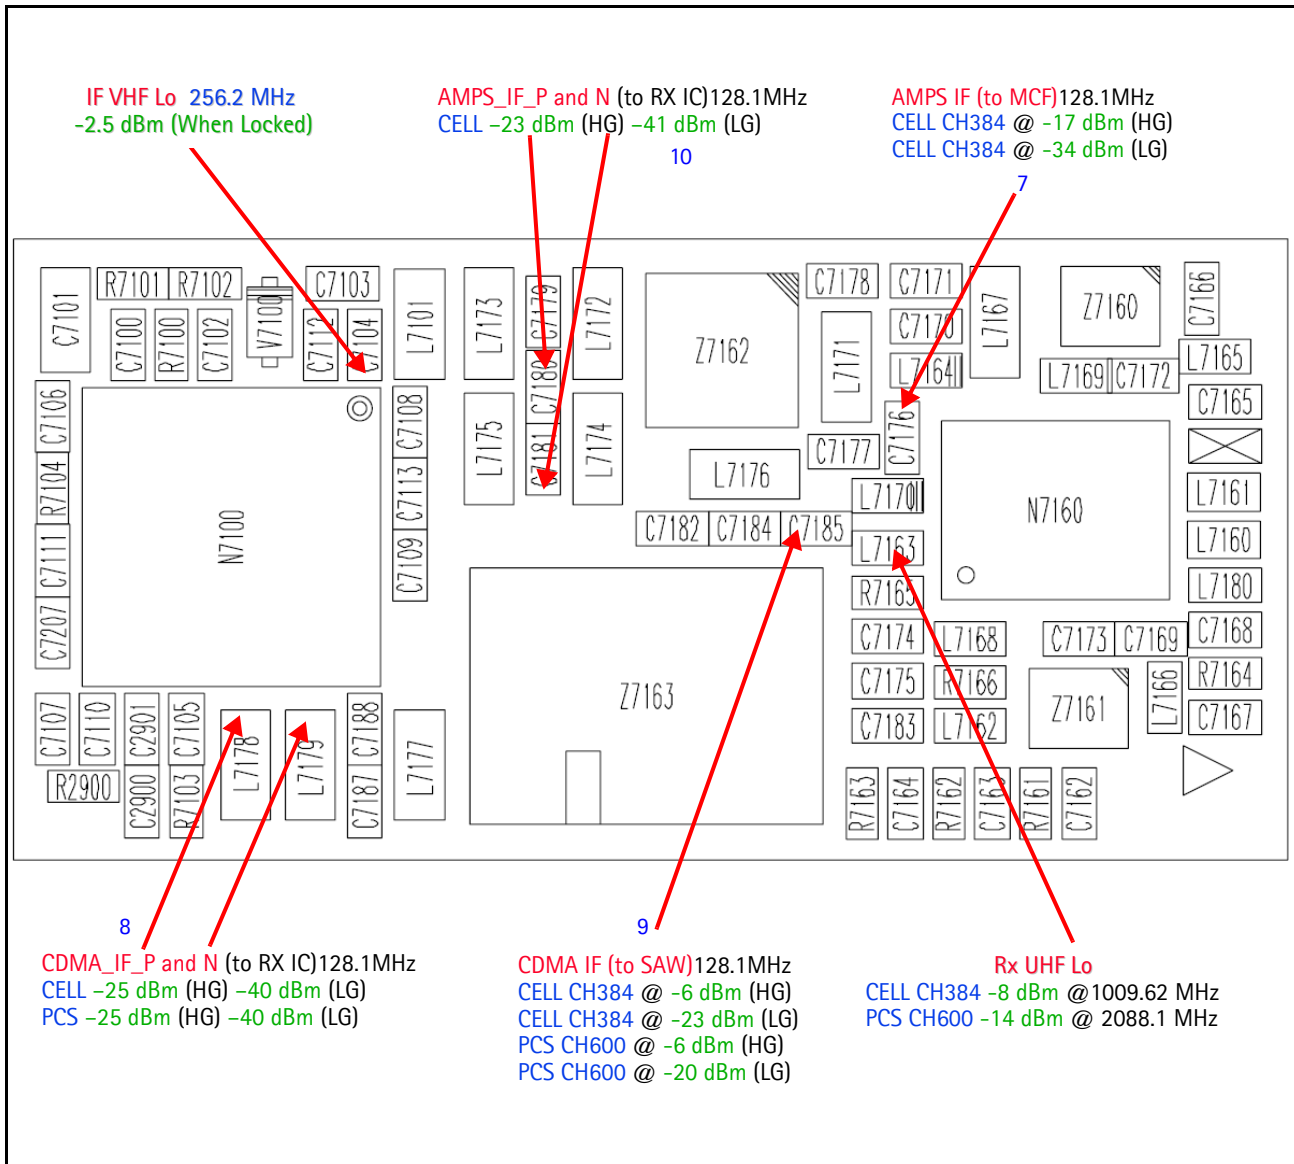 IF VHF Lo 256.2 MHz
-2.5 dBm (When Locked)
AMPS_IF_P and N (to RX IC)128.1MHz
CELL -23 dBm (HG) -41 dBm (LG)
10
AMPS IF (to MCF)128.1MHz
CELL CH384 @ -17 dBm (HG)
CELL CH384 @ -34 dBm (LG)
7
C7101
R7101
R7102
V7100
C7103
C7100
R7100
C7102
C7112
C7104
L7101
L7173
C7179
L7172
C7180
C7181
L7175
L7174
Z7162
C7178
C7171
L7167
C7170
L7171
L7164
Z7160
C7166
L7165
L7169
C7172
C7165
C7106
R7104
C7111
C7207
N7100
C7108
C7113
C7109
L7176
C7177
C7176
L7170
C7182
C7184
C7185
L7163
N7160
L7161
L7160
L7180
R7165
C7174
L7168
C7173
C7169
C7168
C7175
R7166
R7164
C7183
L7162
Z7161
L7166
C7167
Z7163
C7107
C7110
C2901
C7105
L7178
L7179
C7188
L7177
R2900
C2900
R7103
C7187
R7163
C7164
R7162
C7163
R7161
C7162
8
CDMA_IF_P and N (to RX IC)128.1MHz
CELL -25 dBm (HG) -40 dBm (LG)
PCS -25 dBm (HG) -40 dBm (LG)
9
CDMA IF (to SAW)128.1MHz
CELL CH384 @ -6 dBm (HG)
CELL CH384 @ -23 dBm (LG)
PCS CH600 @ -6 dBm (HG)
PCS CH600 @ -20 dBm (LG)
Rx UHF Lo
CELL CH384 -8 dBm @1009.62 MHz
PCS CH600 -14 dBm @ 2088.1 MHz